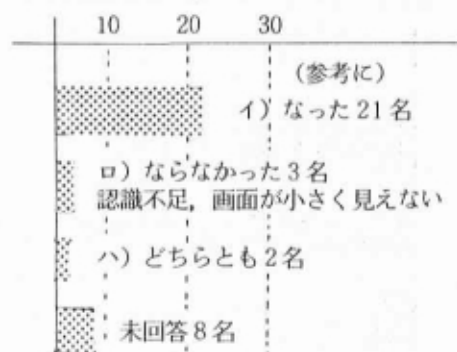 10 20 30
（参考に）
イ）なった21名
ロ）ならなかった3名
認識不足，画面が小さく見えない
ハ）どちらとも2名
未回答8名